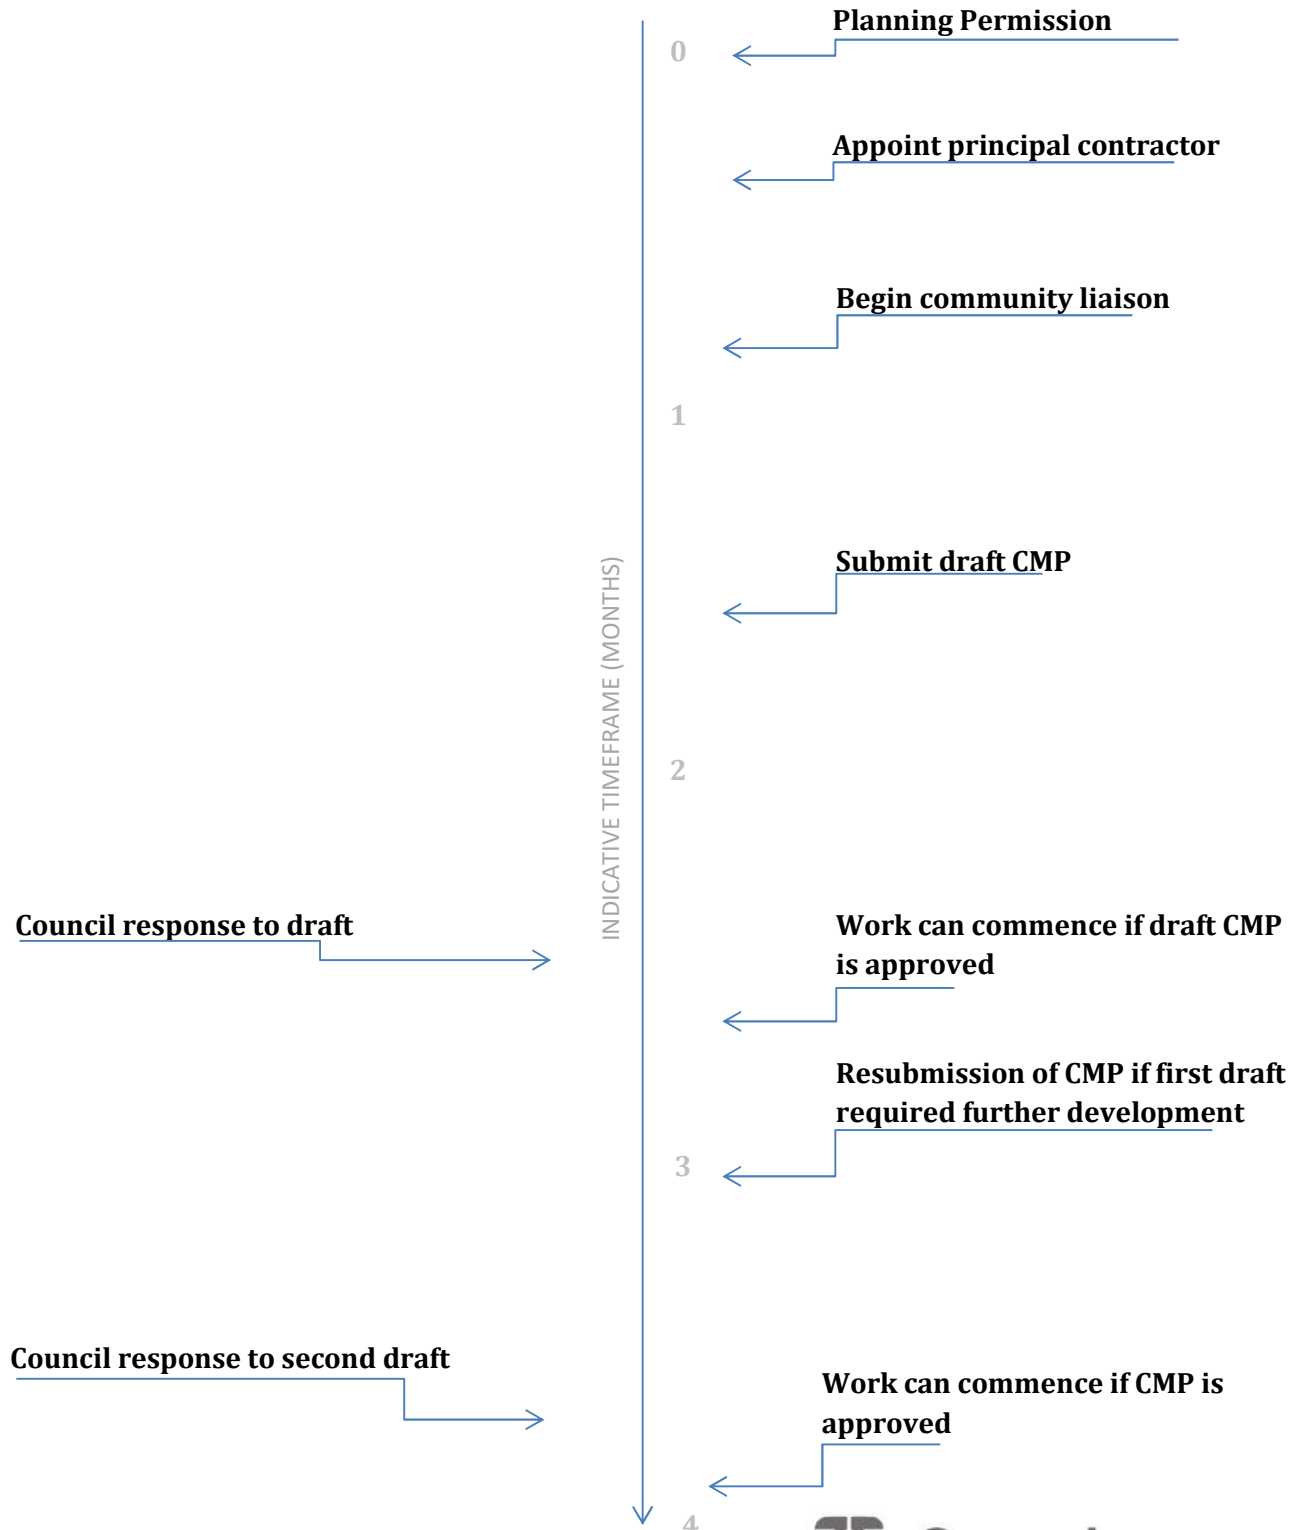 Planning Permission
0
Appoint principal contractor
Begin community liaison
1
Submit draft CMP
INDICATIVE TIMEFRAME (MONTHS)
2
Council response to draft
Work can commence if draft CMP
is approved
Resubmission of CMP if first draft
required further development
3
Council response to second draft
Work can commence if CMP is
approved
4